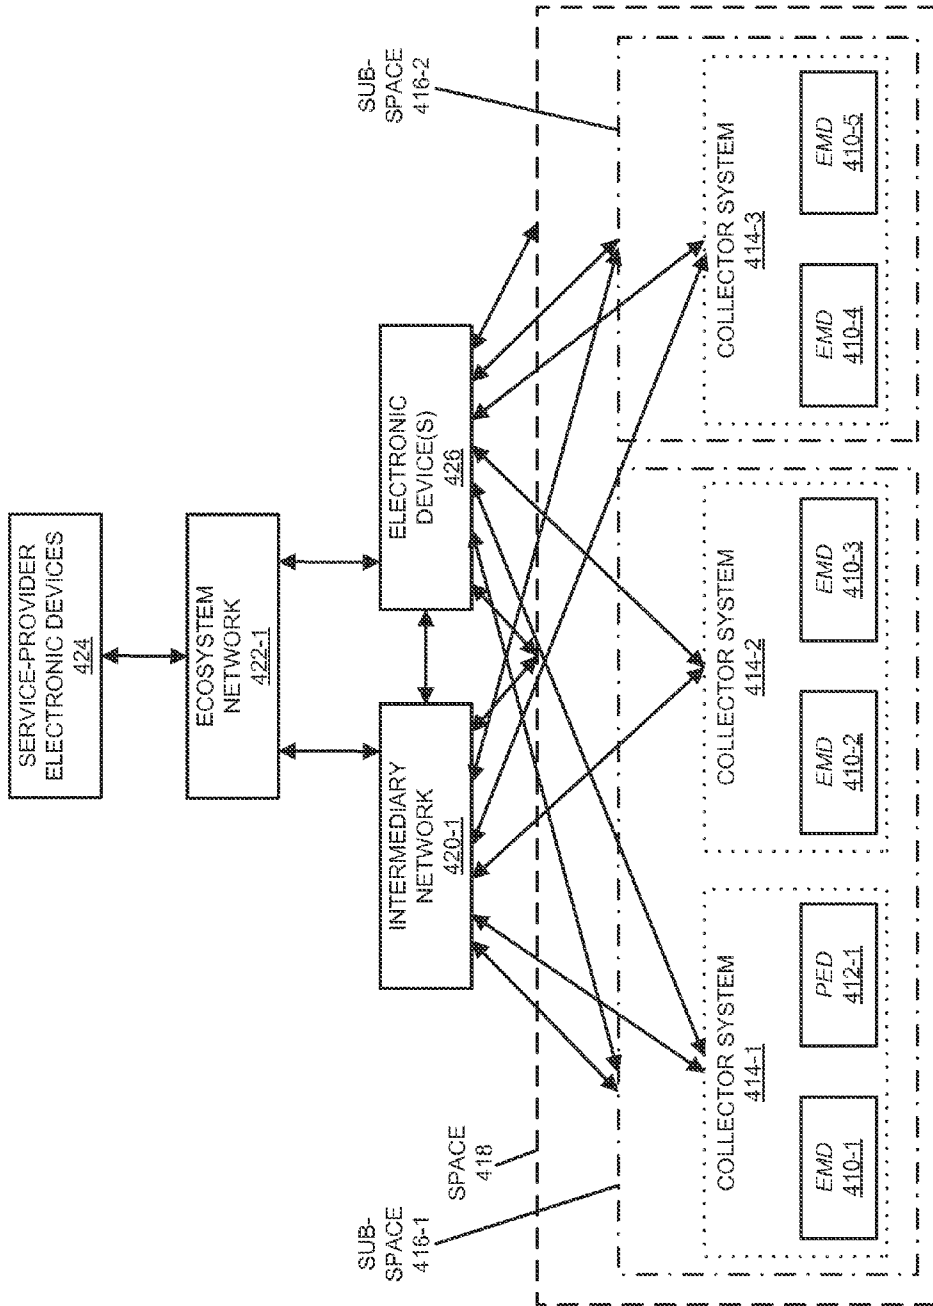 SERVICE-PROVIDER
ELECTRONIC DEVICES
424
ECOSYSTEM
NETWORK
422-1
INTERMEDIARY
NETWORK
420-1
ELECTRONIC
DEVICE(S)
426
SUB-
SPACE
416-1
SPACE
418
SUB-
SPACE
416-2
COLLECTOR SYSTEM
414-1
EMD
410-1
PED
412-1
COLLECTOR SYSTEM
414-2
EMD
410-2
EMD
410-3
COLLECTOR SYSTEM
414-3
EMD
410-4
EMD
410-5